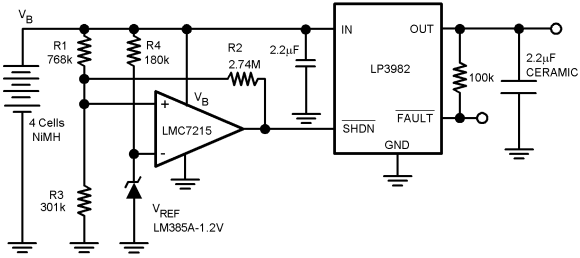 V_B
R1
768k
R4
180k
R2
2.74M
2.2µF
IN
OUT
LP3982
2.2µF
CERAMIC
100k
4 Cells
NiMH
V_B
+
LMC7215
-
SHDN
FAULT
GND
R3
301k
V_REF
LM385A-1.2V